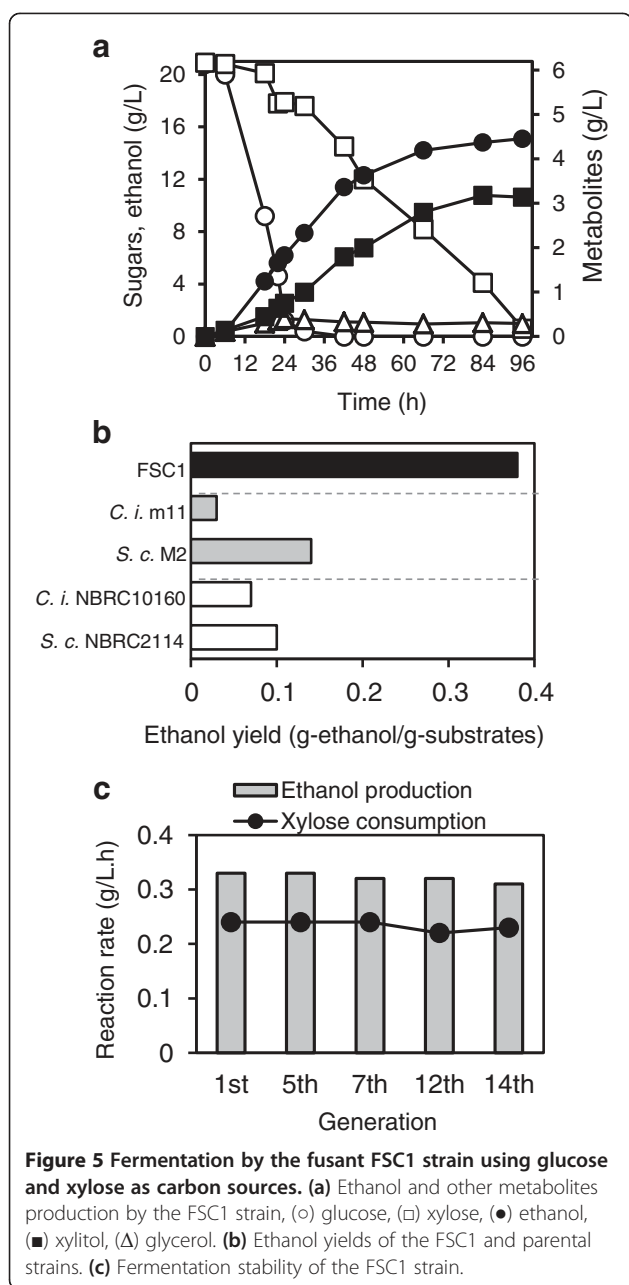 a
20
16
12
8
4
0
Sugars, ethanol (g/L)
6
5
4
3
2
1
0
Metabolites (g/L)
0 12 24 36 48 60 72 84 96
Time (h)
b
FSC1
C. i. m11
S. c. M2
C. i. NBRC10160
S. c. NBRC2114
0 0.1 0.2 0.3 0.4
Ethanol yield (g-ethanol/g-substrates)
c
Ethanol production
Xylose consumption
0.4
0.3
0.2
0.1
0
Reaction rate (g/L.h)
1st 5th 7th 12th 14th
Generation
Figure 5 Fermentation by the fusant FSC1 strain using glucose
and xylose as carbon sources. (a) Ethanol and other metabolites
production by the FSC1 strain, (○) glucose, (□) xylose, (●) ethanol,
(■) xylitol, (Δ) glycerol. (b) Ethanol yields of the FSC1 and parental
strains. (c) Fermentation stability of the FSC1 strain.